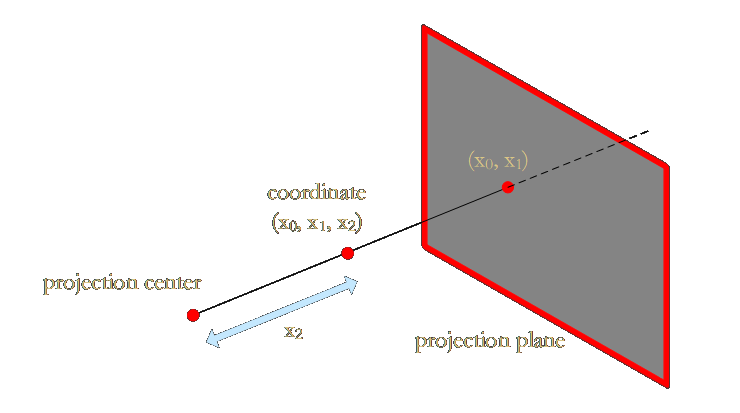 (x₀, x₁)
coordinate
(x₀, x₁, x₂)
projection center
x₂
projection plane